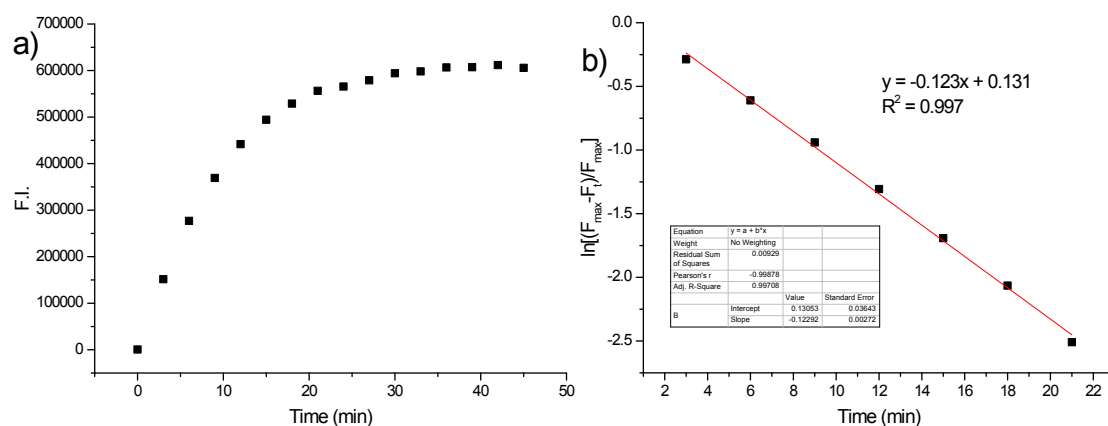 a)
700000
600000
500000
400000
300000
200000
100000
0
F.I.
0 10 20 30 40 50
Time (min)
b)
0.0
-0.5
-1.0
-1.5
-2.0
-2.5
ln[(Fmax-Ft)/Fmax]
y = -0.123x + 0.131
R² = 0.997
Equation y = a + b*x
Weight No Weighting
Residual Sum of Squares 0.00929
Pearson's r -0.99878
Adj. R-Square 0.99708
Value Standard Error
B Intercept 0.13053 0.03643
Slope -0.12292 0.00272
2 4 6 8 10 12 14 16 18 20 22
Time (min)